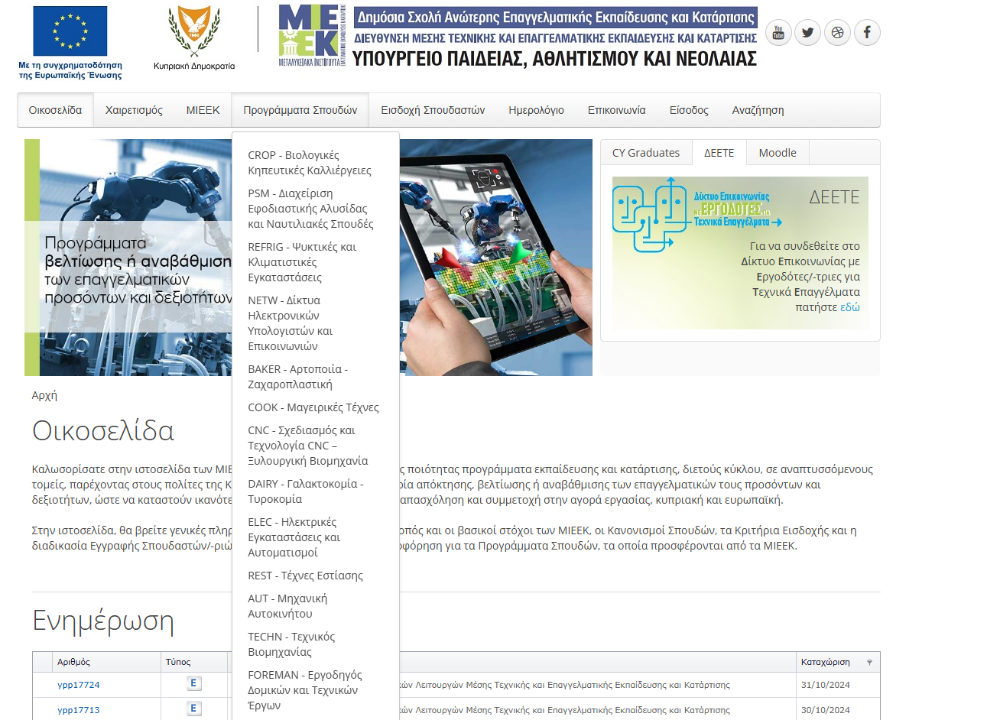 Με τη συγχρηματοδότηση
της Ευρωπαϊκής Ένωσης
Κυπριακή Δημοκρατία
ΜΙΕΕΚ
ΜΕΤΑΛΥΚΕΙΑΚΑ ΙΝΣΤΙΤΟΥΤΑ
Δημόσια Σχολή Ανώτερης Επαγγελματικής Εκπαίδευσης και Κατάρτισης
ΔΙΕΥΘΥΝΣΗ ΜΕΣΗΣ ΤΕΧΝΙΚΗΣ ΚΑΙ ΕΠΑΓΓΕΛΜΑΤΙΚΗΣ ΕΚΠΑΙΔΕΥΣΗΣ ΚΑΙ ΚΑΤΑΡΤΙΣΗΣ
ΥΠΟΥΡΓΕΙΟ ΠΑΙΔΕΙΑΣ, ΑΘΛΗΤΙΣΜΟΥ ΚΑΙ ΝΕΟΛΑΙΑΣ
You Tube
Οικοσελίδα Χαιρετισμός ΜΙΕΕΚ Προγράμματα Σπουδών Εισδοχή Σπουδαστών Ημερολόγιο Επικοινωνία Είσοδος Αναζήτηση
Προγράμματα
βελτίωσης ή αναβάθμιση
των επαγγελματικών
προσόντων και δεξιοτήτων
CROP - Βιολογικές
Κηπευτικές Καλλιέργειες
PSM - Διαχείριση
Εφοδιαστικής Αλυσίδας
και Ναυτιλιακές Σπουδές
REFRIG - Ψυκτικές και
Κλιματιστικές
Εγκαταστάσεις
NETW - Δίκτυα
Ηλεκτρονικών
Υπολογιστών και
Επικοινωνιών
BAKER - Αρτοποιία -
Ζαχαροπλαστική
COOK - Μαγειρικές Τέχνες
CNC - Σχεδιασμός και
Τεχνολογία CNC –
Ξυλουργική Βιομηχανία
DAIRY - Γαλακτοκομία -
Τυροκομία
ELEC - Ηλεκτρικές
Εγκαταστάσεις και
Αυτοματισμοί
REST - Τέχνες Εστίασης
AUT - Μηχανική
Αυτοκινήτου
TECHN - Τεχνικός
Βιομηχανίας
FOREMAN - Εργοδηγός
Δομικών και Τεχνικών
Έργων
CY Graduates ΔΕΕΤΕ Moodle
Δίκτυο Επικοινωνίας
ΜΕ ΕΡΓΟΔΟΤΕΣ ΓΙΑ
Τεχνικά Επαγγέλματα
ΔΕΕΤΕ
Για να συνδεθείτε στο
Δίκτυο Επικοινωνίας με
Εργοδότες/-τριες για
Τεχνικά Επαγγέλματα
πατήστε εδώ
Αρχή
Οικοσελίδα
Καλωσορίσατε στην ιστοσελίδα των ΜΙΕ ς ποιότητας προγράμματα εκπαίδευσης και κατάρτισης, διετούς κύκλου, σε αναπτυσσόμενους
τομείς, παρέχοντας στους πολίτες της Κ ρία απόκτησης, βελτίωσης ή αναβάθμισης των επαγγελματικών τους προσόντων και
δεξιοτήτων, ώστε να καταστούν ικανότε απασχόληση και συμμετοχή στην αγορά εργασίας, κυπριακή και ευρωπαϊκή.
Στην ιστοσελίδα, θα βρείτε γενικές πληρ οπός και οι βασικοί στόχοι των ΜΙΕΕΚ, οι Κανονισμοί Σπουδών, τα Κριτήρια Εισδοχής και η
διαδικασία Εγγραφής Σπουδαστών/-ριώ οφόρηση για τα Προγράμματα Σπουδών, τα οποία προσφέρονται από τα ΜΙΕΕΚ.
Ενημέρωση
Αριθμός Τύπος Καταχώριση
ypp17724 E κών Λειτουργών Μέσης Τεχνικής και Επαγγελματικής Εκπαίδευσης και Κατάρτισης 31/10/2024
ypp17713 E κών Λειτουργών Μέσης Τεχνικής και Επαγγελματικής Εκπαίδευσης και Κατάρτισης 30/10/2024